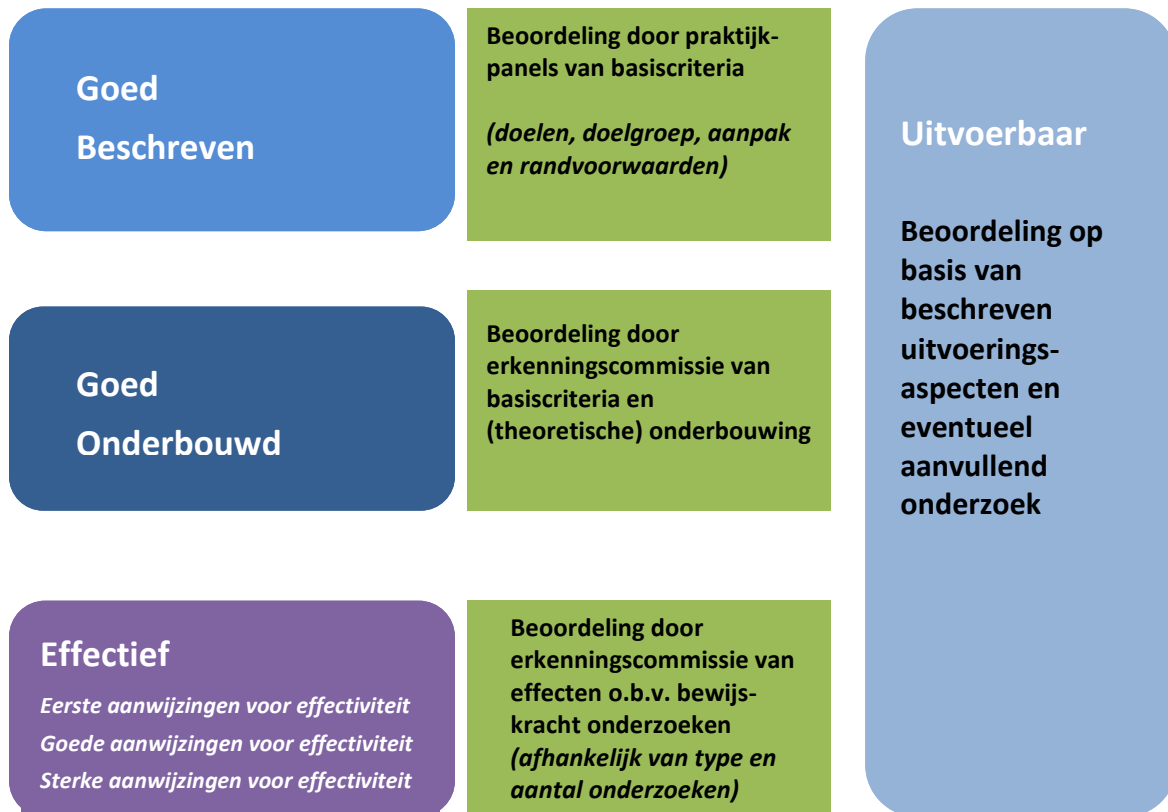 Goed
Beschreven
Beoordeling door praktijk-
panels van basiscriteria
(doelen, doelgroep, aanpak
en randvoorwaarden)
Goed
Onderbouwd
Beoordeling door
erkenningscommissie van
basiscriteria en
(theoretische) onderbouwing
Effectief
Eerste aanwijzingen voor effectiviteit
Goede aanwijzingen voor effectiviteit
Sterke aanwijzingen voor effectiviteit
Beoordeling door
erkenningscommissie van
effecten o.b.v. bewijs-
kracht onderzoeken
(afhankelijk van type en
aantal onderzoeken)
Uitvoerbaar
Beoordeling op
basis van
beschreven
uitvoerings-
aspecten en
eventueel
aanvullend
onderzoek